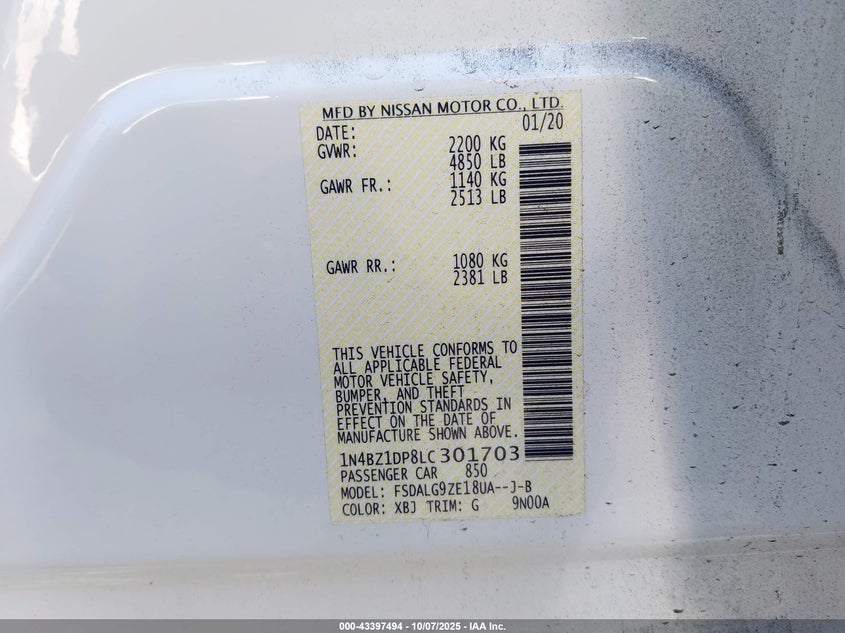 MFD BY NISSAN MOTOR CO., LTD.
DATE: 01/20
GVWR: 2200 KG
4850 LB
GAWR FR.: 1140 KG
2513 LB
GAWR RR.: 1080 KG
2381 LB
THIS VEHICLE CONFORMS TO
ALL APPLICABLE FEDERAL
MOTOR VEHICLE SAFETY,
BUMPER, AND THEFT
PREVENTION STANDARDS IN
EFFECT ON THE DATE OF
MANUFACTURE SHOWN ABOVE.
1N4BZ1DP8LC301703
PASSENGER CAR 850
MODEL: FSDALG9ZE18UA--J-B
COLOR: XBJ TRIM: G 9N00A
000-43397494 - 10/07/2025 - IAA Inc.